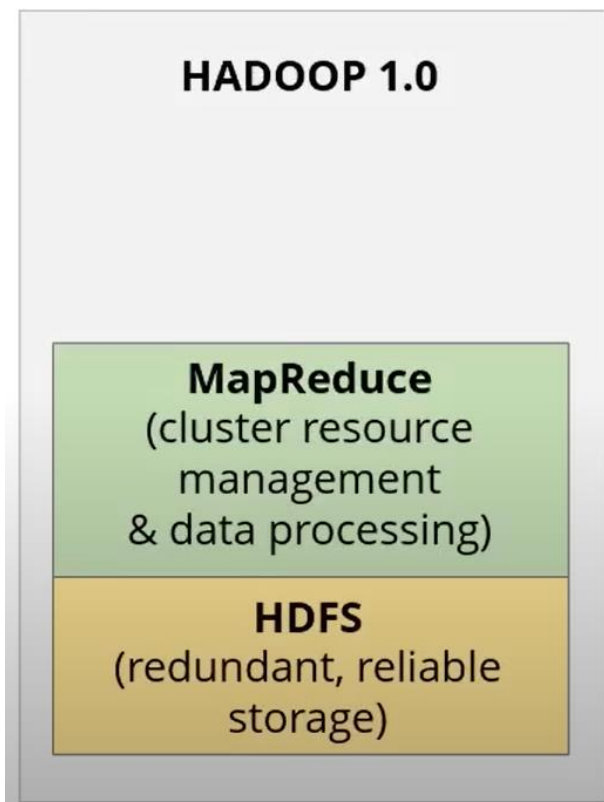 HADOOP 1.0
MapReduce
(cluster resource
management
& data processing)
HDFS
(redundant, reliable
storage)